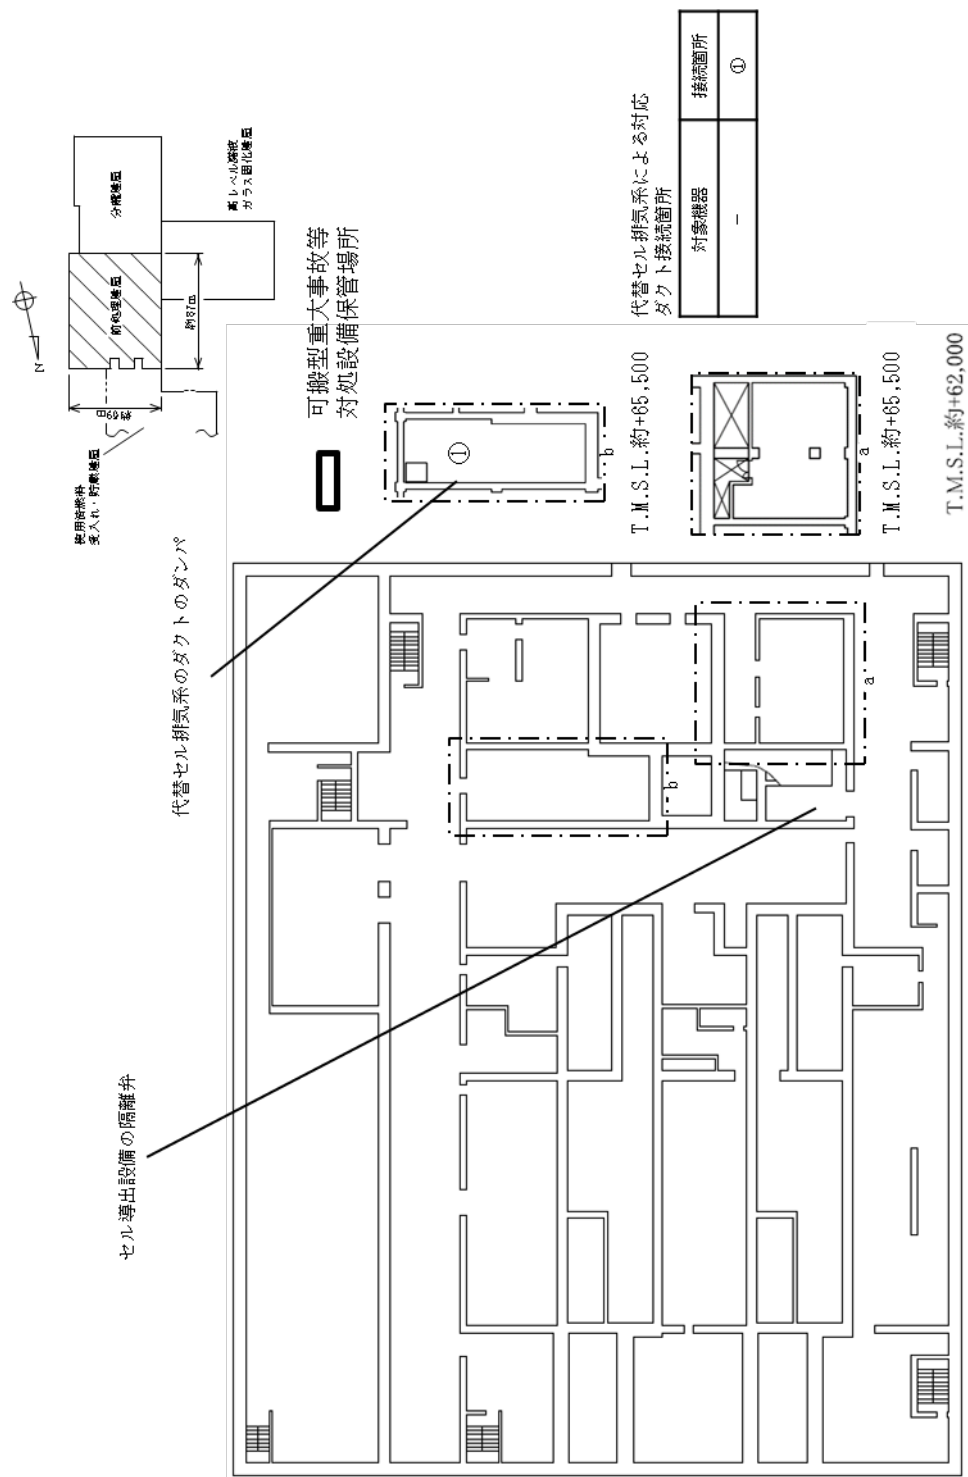 N
分離建屋
前処理建屋
高レベル廃液
ガラス固化建屋
約87m
約69m
使用済燃料
受入れ・貯蔵建屋
可搬型重大事故等
対処設備保管場所
代替セル排気系による対応
ダクト接続箇所
対象機器
接続箇所
－
①
代替セル排気系のダクトのダンパ
①
b
T.M.S.L.約+65,500
a
T.M.S.L.約+65,500
T.M.S.L.約+62,000
セル導出設備の隔離弁
b
a